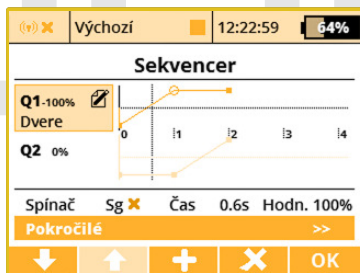 Výchozí 12:22:59 64%
Sekvencer
Q1-100%
Dvere
0 1 2 3 4
Q2 0%
Spínač Sg Čas 0.6s Hodn. 100%
Pokročilé >>
OK